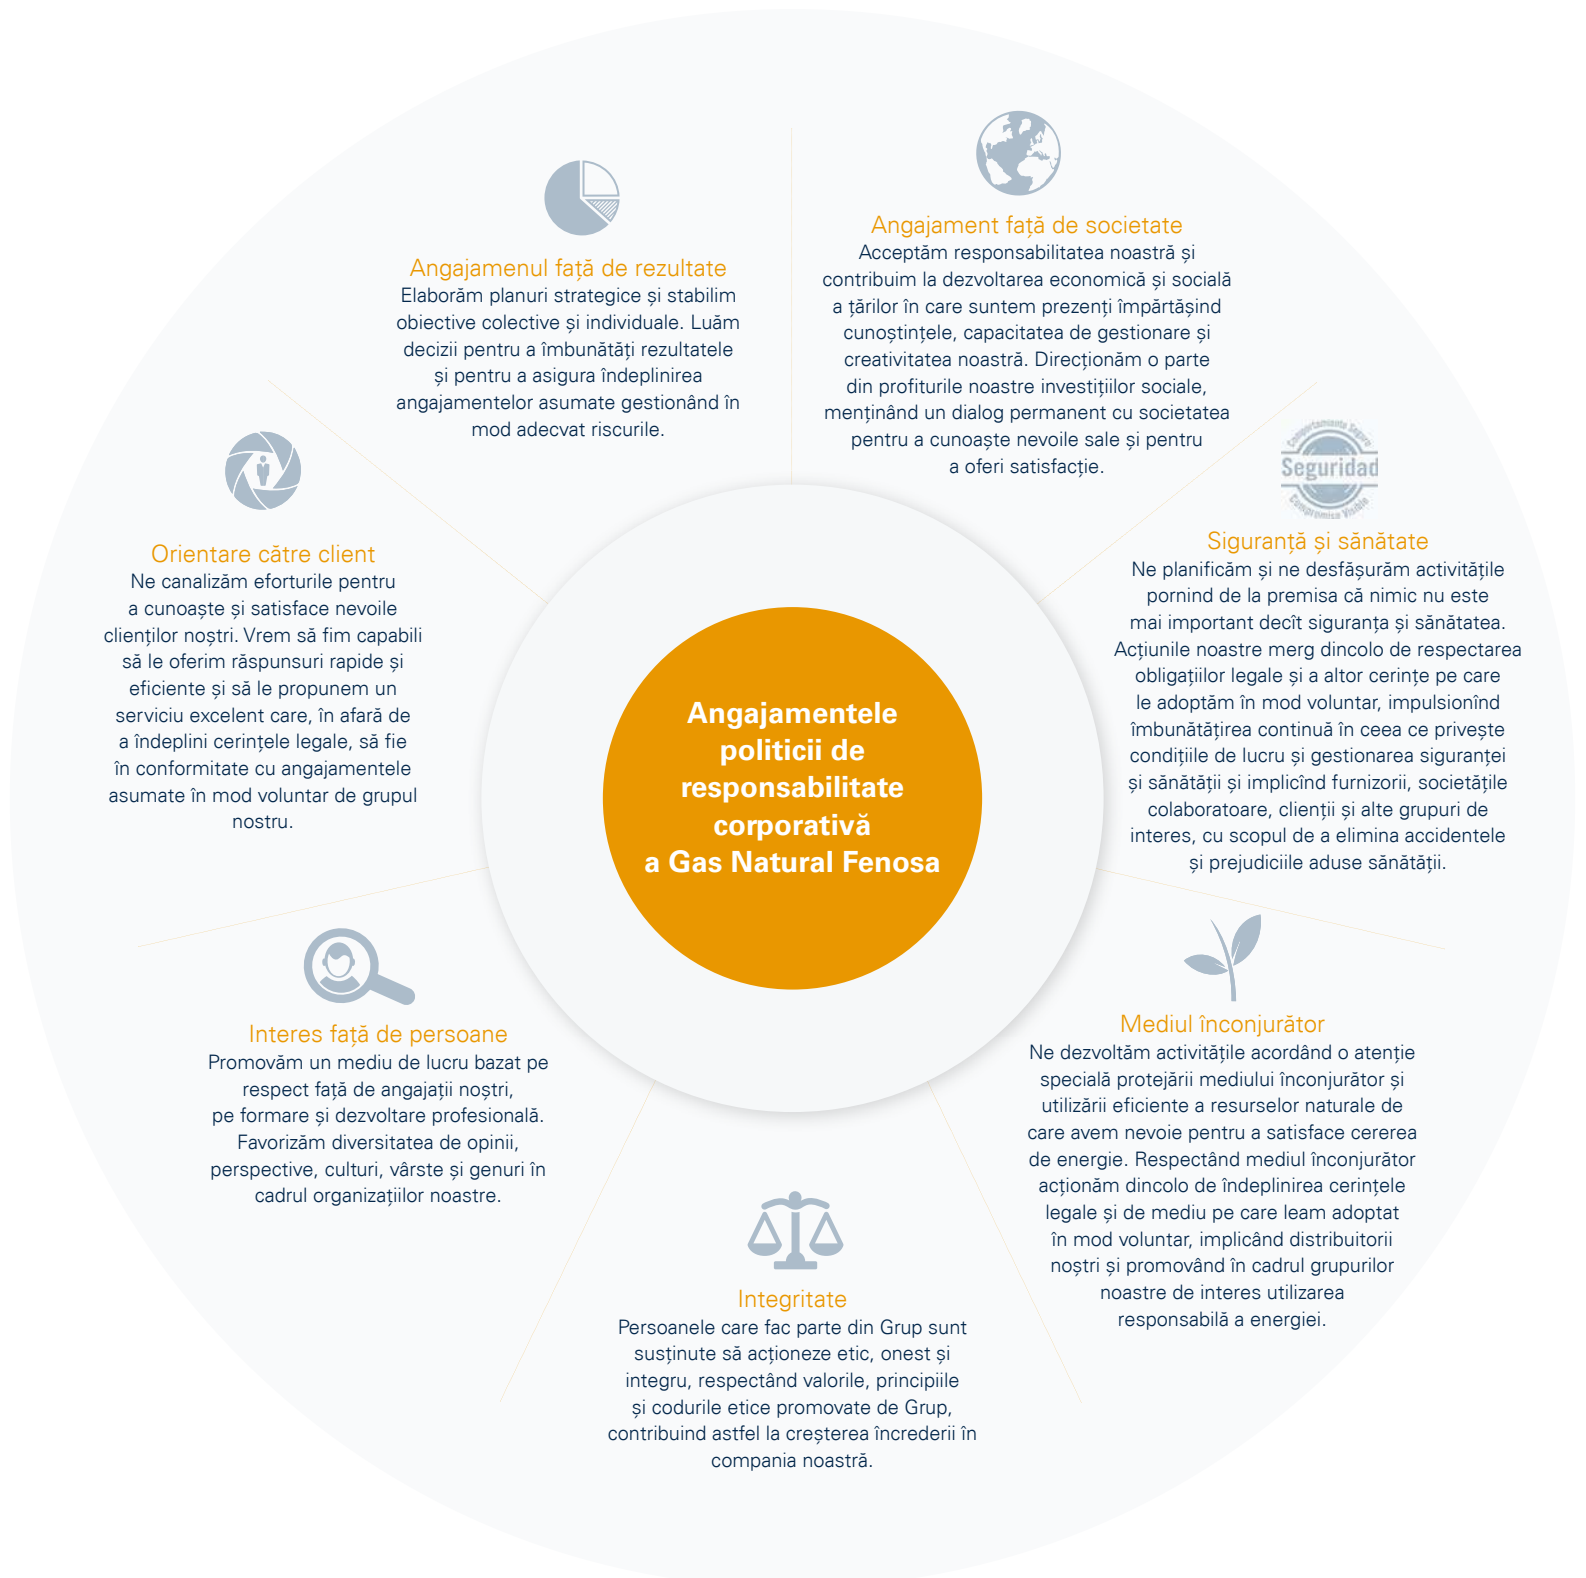 Angajament față de societate
Acceptăm responsabilitatea noastră și
contribuim la dezvoltarea economică și socială
a țărilor în care suntem prezenți împărtășind
cunoștințele, capacitatea de gestionare și
creativitatea noastră. Direcționăm o parte
din profiturile noastre investițiilor sociale,
menținând un dialog permanent cu societatea
pentru a cunoaște nevoile sale și pentru
a oferi satisfacție.
Angajamenul față de rezultate
Elaborăm planuri strategice și stabilim
obiective colective și individuale. Luăm
decizii pentru a îmbunătăți rezultatele
și pentru a asigura îndeplinirea
angajamentelor asumate gestionând în
mod adecvat riscurile.
Comportamiento Seguro
Seguridad
Compromiso Visible
Siguranță și sănătate
Ne planificăm și ne desfășurăm activitățile
pornind de la premisa că nimic nu este
mai important decît siguranța și sănătatea.
Acțiunile noastre merg dincolo de respectarea
obligațiilor legale și a altor cerințe pe care
le adoptăm în mod voluntar, impulsionînd
îmbunătățirea continuă în ceea ce privește
condițiile de lucru și gestionarea siguranței
și sănătății și implicînd furnizorii, societățile
colaboratoare, clienții și alte grupuri de
interes, cu scopul de a elimina accidentele
și prejudiciile aduse sănătății.
Orientare către client
Ne canalizăm eforturile pentru
a cunoaște și satisface nevoile
clienților noștri. Vrem să fim capabili
să le oferim răspunsuri rapide și
eficiente și să le propunem un
serviciu excelent care, în afară de
a îndeplini cerințele legale, să fie
în conformitate cu angajamentele
asumate în mod voluntar de grupul
nostru.
Angajamentele
politicii de
responsabilitate
corporativă
a Gas Natural Fenosa
Interes față de persoane
Promovăm un mediu de lucru bazat pe
respect față de angajații noștri,
pe formare și dezvoltare profesională.
Favorizăm diversitatea de opinii,
perspective, culturi, vârste și genuri în
cadrul organizațiilor noastre.
Mediul înconjurător
Ne dezvoltăm activitățile acordând o atenție
specială protejării mediului înconjurător și
utilizării eficiente a resurselor naturale de
care avem nevoie pentru a satisface cererea
de energie. Respectând mediul înconjurător
acționăm dincolo de îndeplinirea cerințele
legale și de mediu pe care leam adoptat
în mod voluntar, implicând distribuitorii
noștri și promovând în cadrul grupurilor
noastre de interes utilizarea
responsabilă a energiei.
Integritate
Persoanele care fac parte din Grup sunt
susținute să acționeze etic, onest și
integru, respectând valorile, principiile
și codurile etice promovate de Grup,
contribuind astfel la creșterea încrederii în
compania noastră.